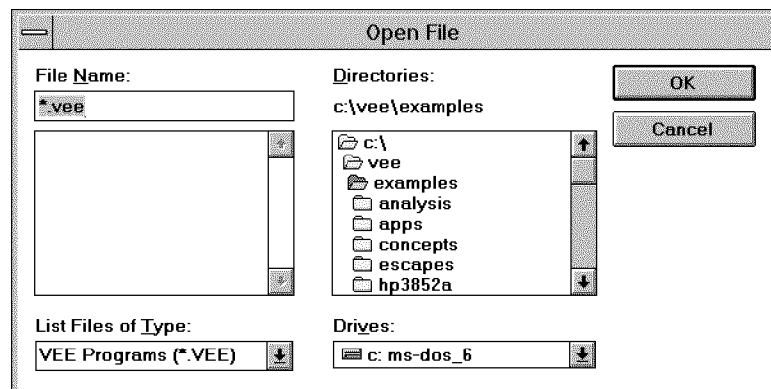 Open File
File Name:
*.vee
Directories:
c:\vee\examples
c:\
vee
examples
analysis
apps
concepts
escapes
hp3852a
OK
Cancel
List Files of Type:
VEE Programs (*.VEE)
Drives:
c: ms-dos_6